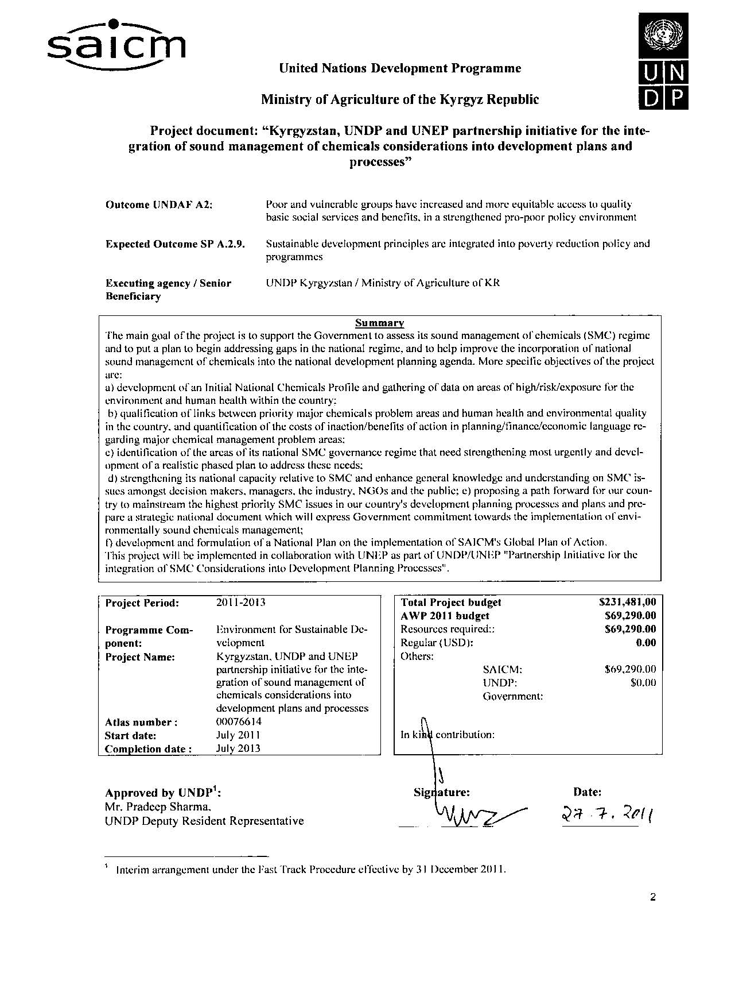 saicm
United Nations Development Programme
U N
D P
Ministry of Agriculture of the Kyrgyz Republic
Project document: “Kyrgyzstan, UNDP and UNEP partnership initiative for the inte-
gration of sound management of chemicals considerations into development plans and
processes”
Outcome UNDAF A2: Poor and vulnerable groups have increased and more equitable access to quality
basic social services and benefits, in a strengthened pro-poor policy environment
Expected Outcome SP A.2.9. Sustainable development principles are integrated into poverty reduction policy and
programmes
Executing agency / Senior UNDP Kyrgyzstan / Ministry of Agriculture of KR
Beneficiary
Summary
The main goal of the project is to support the Government to assess its sound management of chemicals (SMC) regime
and to put a plan to begin addressing gaps in the national regime, and to help improve the incorporation of national
sound management of chemicals into the national development planning agenda. More specific objectives of the project
are:
a) development of an Initial National Chemicals Profile and gathering of data on areas of high/risk/exposure for the
environment and human health within the country;
b) qualification of links between priority major chemicals problem areas and human health and environmental quality
in the country, and quantification of the costs of inaction/benefits of action in planning/finance/economic language re-
garding major chemical management problem areas;
c) identification of the areas of its national SMC governance regime that need strengthening most urgently and devel-
opment of a realistic phased plan to address these needs;
d) strengthening its national capacity relative to SMC and enhance general knowledge and understanding on SMC is-
sues amongst decision makers, managers, the industry, NGOs and the public; e) proposing a path forward for our coun-
try to mainstream the highest priority SMC issues in our country's development planning processes and plans and pre-
pare a strategic national document which will express Government commitment towards the implementation of envi-
ronmentally sound chemicals management;
f) development and formulation of a National Plan on the implementation of SAICM's Global Plan of Action.
This project will be implemented in collaboration with UNEP as part of UNDP/UNEP "Partnership Initiative for the
integration of SMC Considerations into Development Planning Processes".
Project Period: 2011-2013
Programme Com- Environment for Sustainable De-
ponent: velopment
Project Name: Kyrgyzstan, UNDP and UNEP
partnership initiative for the inte-
gration of sound management of
chemicals considerations into
development plans and processes
Atlas number : 00076614
Start date: July 2011
Completion date : July 2013
Total Project budget $231,481,00
AWP 2011 budget $69,290.00
Resources required:: $69,290.00
Regular (USD): 0.00
Others:
SAICM: $69,290.00
UNDP: $0.00
Government:
In kind contribution:
Approved by UNDP1: Signature: Date:
Mr. Pradeep Sharma,
UNDP Deputy Resident Representative
27.7.2011
1 Interim arrangement under the Fast Track Procedure effective by 31 December 2011.
2